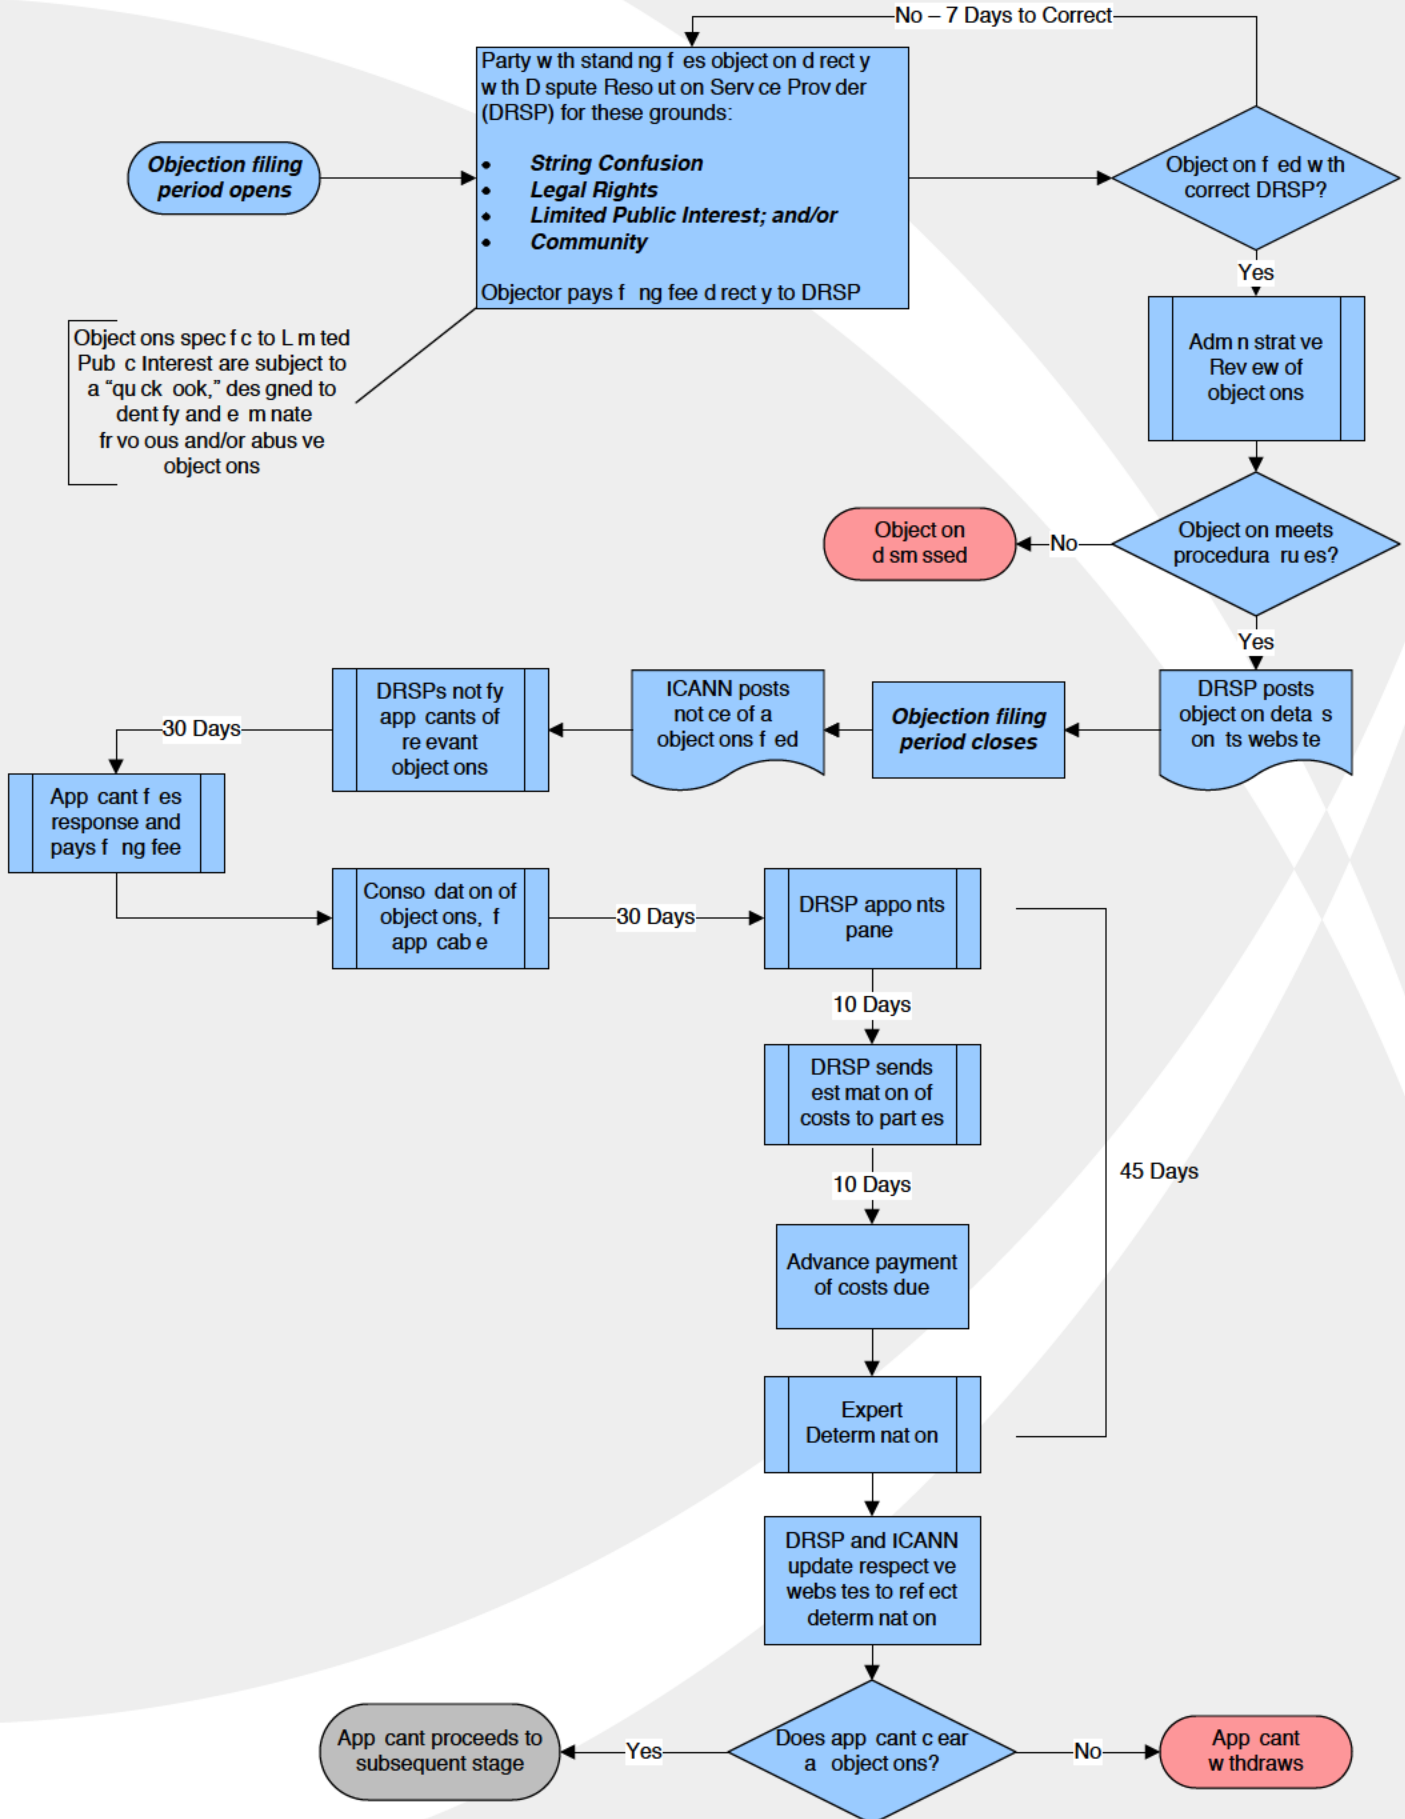 No – 7 Days to Correct
Party w th stand ng f es object on d rect y
w th D spute Reso ut on Serv ce Prov der
(DRSP) for these grounds:
• String Confusion
• Legal Rights
• Limited Public Interest; and/or
• Community
Objector pays f ng fee d rect y to DRSP
Objection filing
period opens
Object on f ed w th
correct DRSP?
Yes
Object ons spec f c to L m ted
Pub c Interest are subject to
a “qu ck ook,” des gned to
dent fy and e m nate
fr vo ous and/or abus ve
object ons
Adm n strat ve
Rev ew of
object ons
Object on meets
procedura ru es?
No
Object on
d sm ssed
Yes
DRSP posts
object on deta s
on ts webs te
Objection filing
period closes
ICANN posts
not ce of a
object ons f ed
DRSPs not fy
app cants of
re evant
object ons
30 Days
App cant f es
response and
pays f ng fee
Conso dat on of
object ons, f
app cab e
30 Days
DRSP appo nts
pane
10 Days
DRSP sends
est mat on of
costs to part es
10 Days
45 Days
Advance payment
of costs due
Expert
Determ nat on
DRSP and ICANN
update respect ve
webs tes to ref ect
determ nat on
Does app cant c ear
a object ons?
Yes
App cant proceeds to
subsequent stage
No
App cant
w thdraws